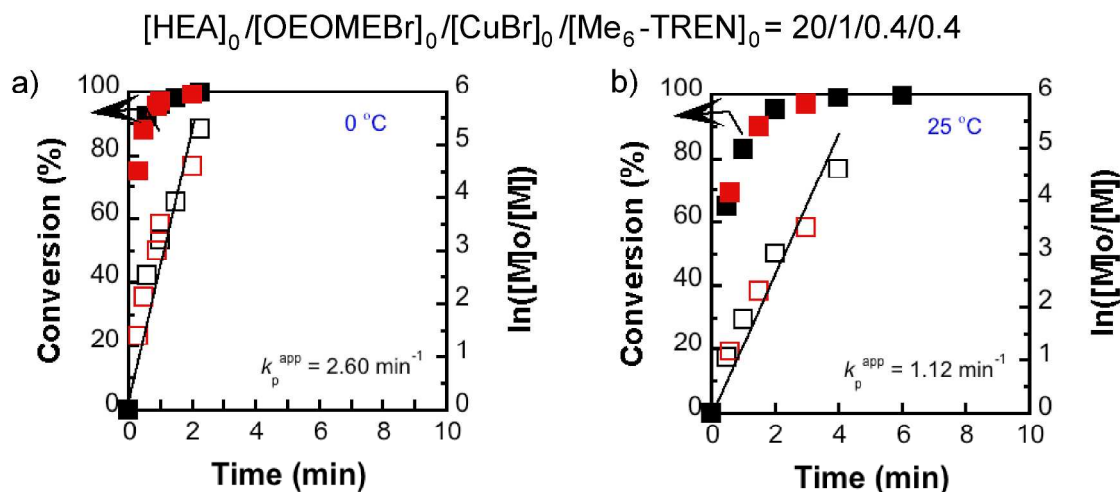 [HEA]₀/[OEOMEBr]₀/[CuBr]₀/[Me₆-TREN]₀= 20/1/0.4/0.4
a)
b)
100
80
60
40
20
0
Conversion (%)
0 °C
kₚᵃᵖᵖ = 2.60 min⁻¹
6
5
4
3
2
1
0
ln([M]o/[M])
0 2 4 6 8 10
Time (min)
100
80
60
40
20
0
Conversion (%)
25 °C
kₚᵃᵖᵖ = 1.12 min⁻¹
6
5
4
3
2
1
0
ln([M]o/[M])
0 2 4 6 8 10
Time (min)